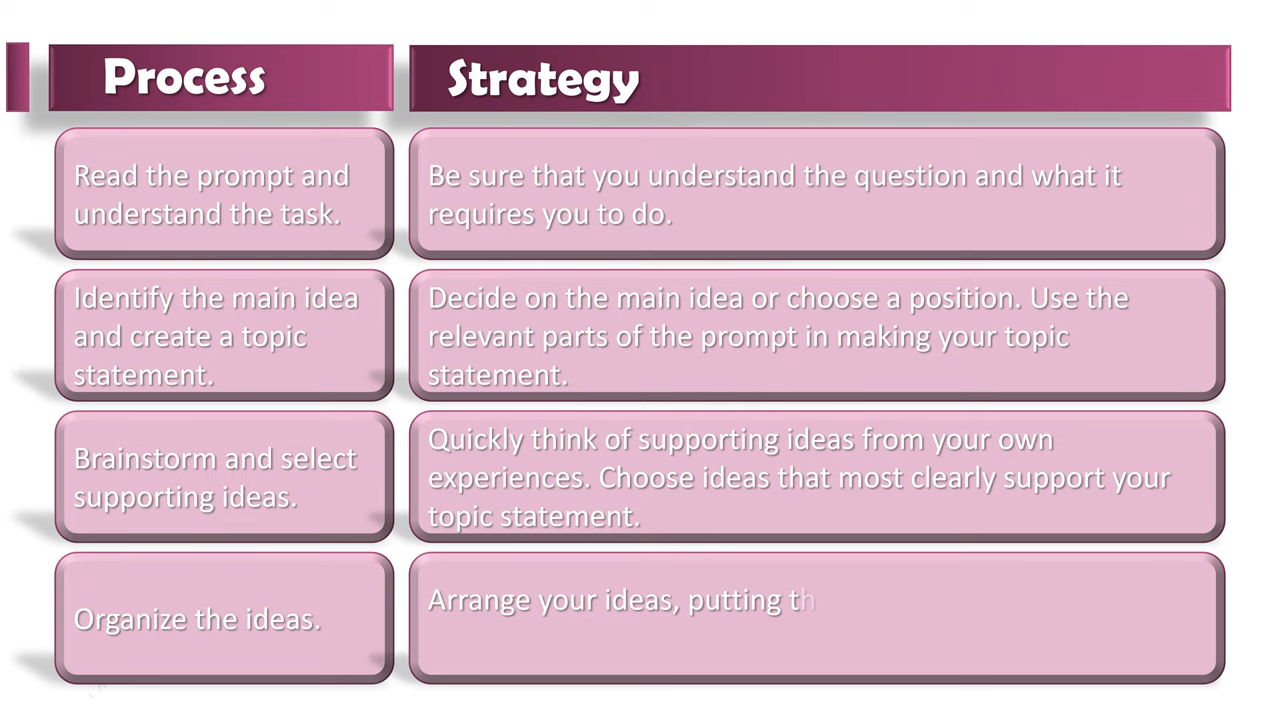 Process
Strategy
Read the prompt and
understand the task.
Be sure that you understand the question and what it
requires you to do.
Identify the main idea
and create a topic
statement.
Decide on the main idea or choose a position. Use the
relevant parts of the prompt in making your topic
statement.
Brainstorm and select
supporting ideas.
Quickly think of supporting ideas from your own
experiences. Choose ideas that most clearly support your
topic statement.
Organize the ideas.
Arrange your ideas, putting th